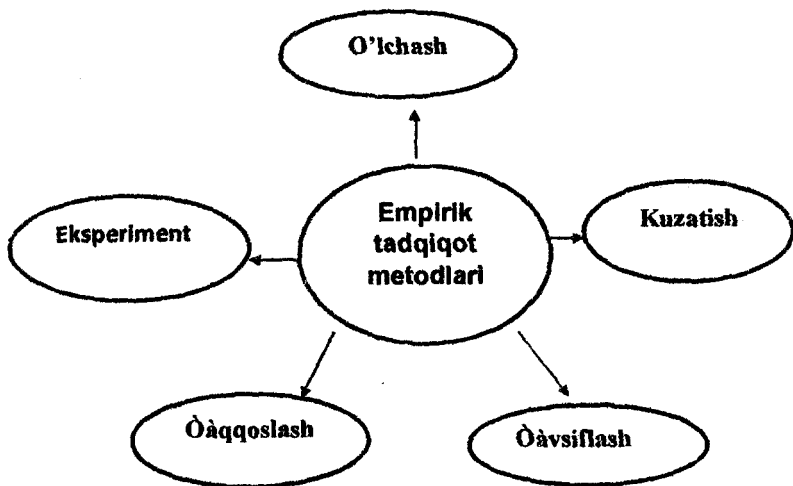 O'lchash
Eksperiment
Empirik
tadqiqot
metodlari
Kuzatish
Òàqqoslash
Òàvsiflash